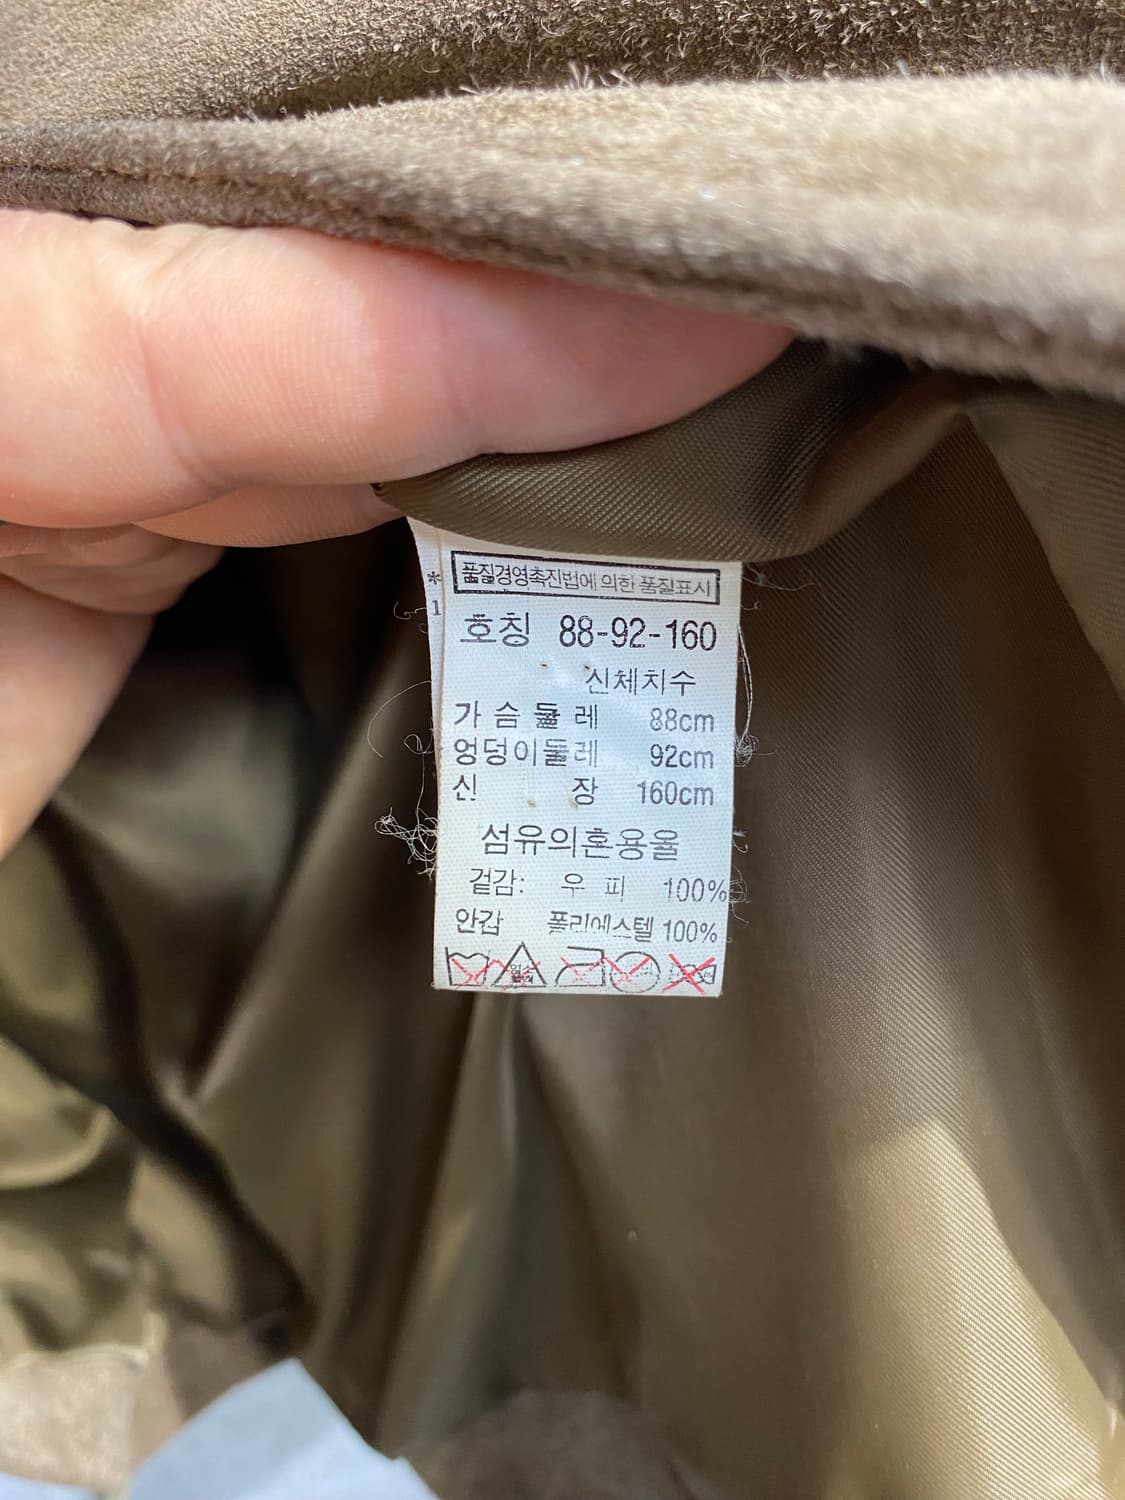 *
1
품질경영촉진법에 의한 품질표시
호칭 88-92-160
신체치수
가슴둘레 88cm
엉덩이둘레 92cm
신 장 160cm
섬유의혼용율
겉감: 우 피 100%
안감 폴리에스텔 100%